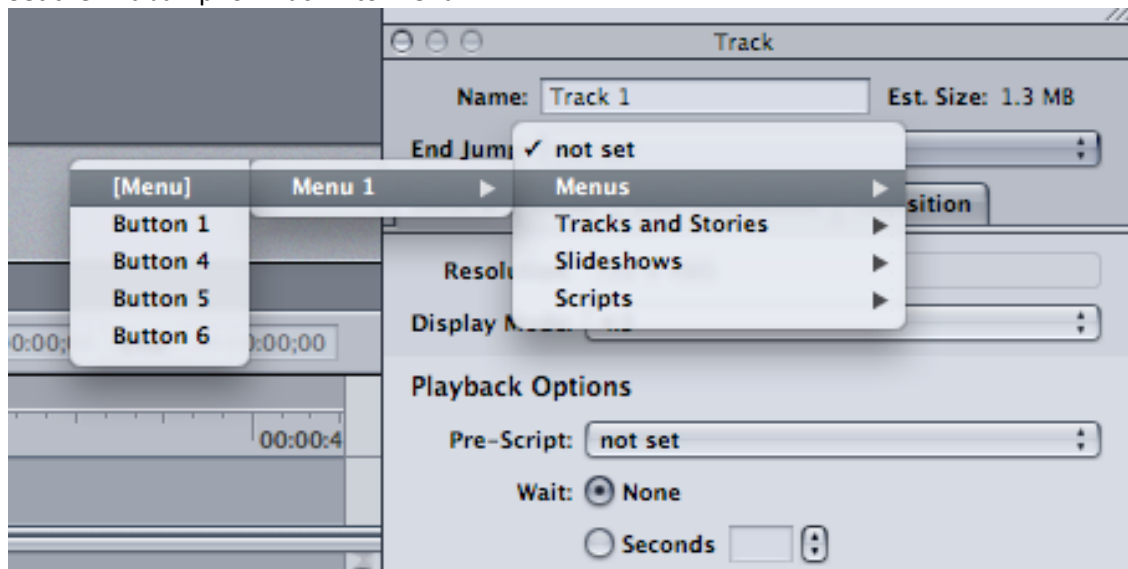 Track
Name: Track 1 Est. Size: 1.3 MB
End Jump ✓ not set
[Menu] Menu 1 Menus
Button 1 Tracks and Stories
Button 4 Slideshows
Button 5 Scripts
Button 6
Display
Playback Options
00:00:4
Pre-Script: not set
Wait: None
Seconds